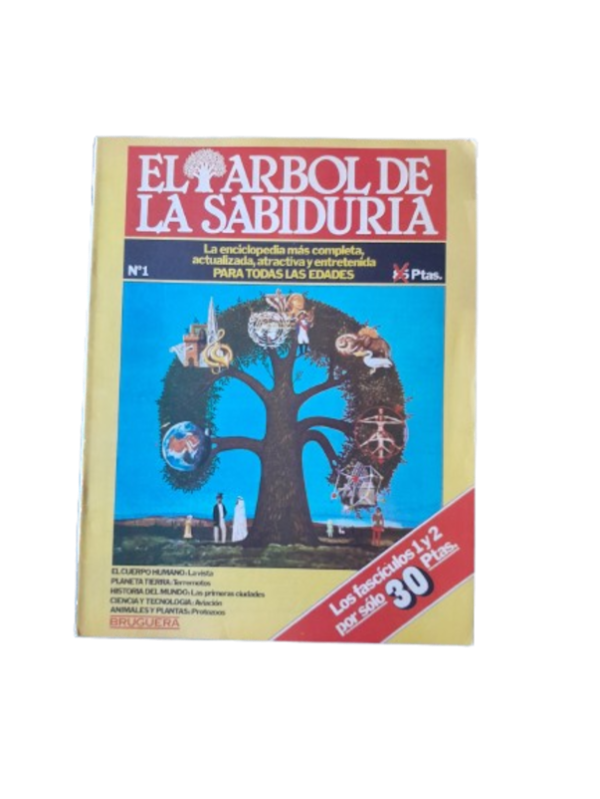 EL ARBOL DE
LA SABIDURIA
La enciclopedia más completa,
actualizada, atractiva y entretenida
PARA TODAS LAS EDADES
Nº1
85 Ptas.
EL CUERPO HUMANO: La vista
PLANETA TIERRA: Terremotos
HISTORIA DEL MUNDO: Las primeras ciudades
CIENCIA Y TECNOLOGIA: Aviación
ANIMALES Y PLANTAS: Protozoos
BRUGUERA
Los fascículos 1 y 2
por sólo 30 Ptas.